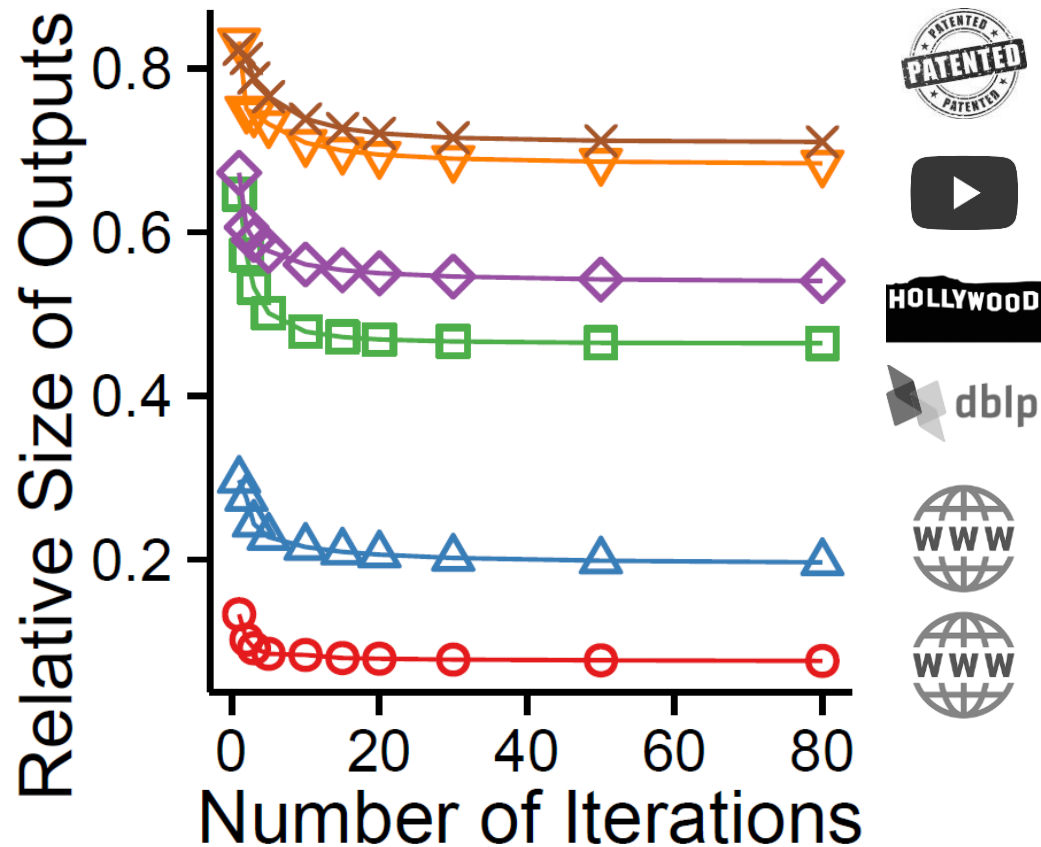 Relative Size of Outputs
0.8
0.6
0.4
0.2
0 20 40 60 80
Number of Iterations
PATENTED
PATENTED
PATENTED
HOLLYWOOD
dblp
WWW
WWW